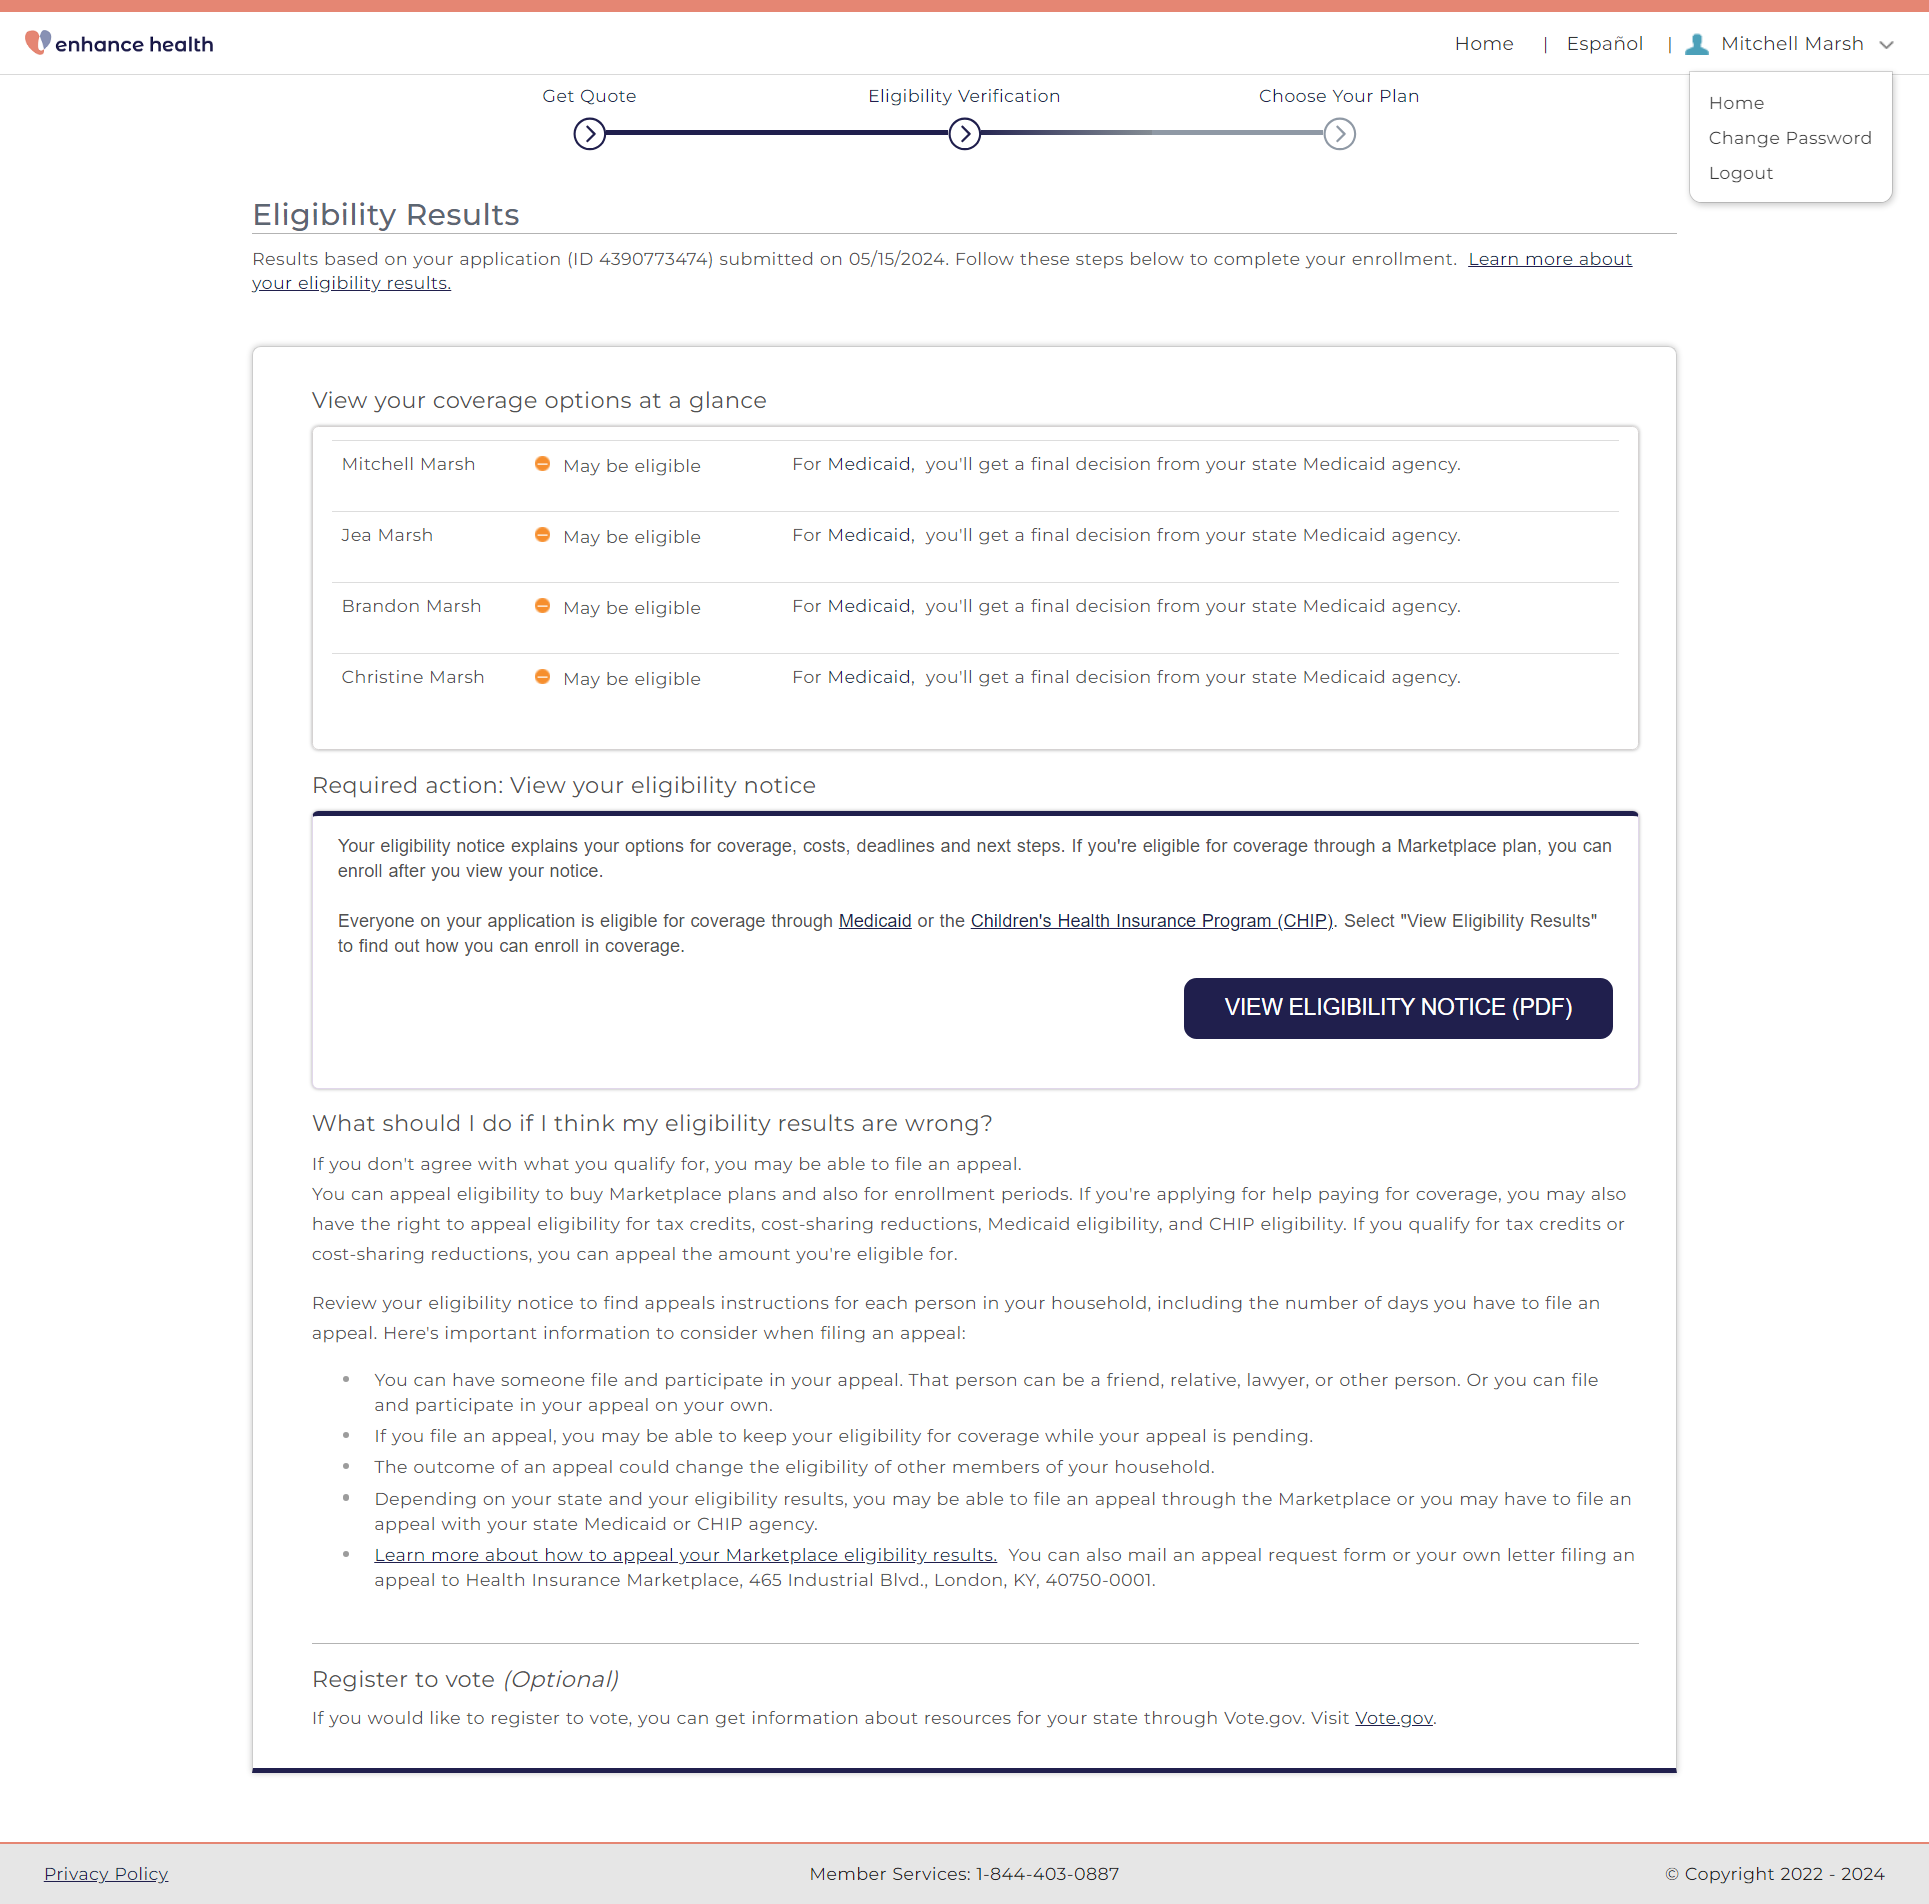 enhance health
Home | Español | Mitchell Marsh
Home
Change Password
Logout
Get Quote
Eligibility Verification
Choose Your Plan
Eligibility Results
Results based on your application (ID 4390773474) submitted on 05/15/2024. Follow these steps below to complete your enrollment. Learn more about
your eligibility results.
View your coverage options at a glance
Mitchell Marsh May be eligible For Medicaid, you'll get a final decision from your state Medicaid agency.
Jea Marsh May be eligible For Medicaid, you'll get a final decision from your state Medicaid agency.
Brandon Marsh May be eligible For Medicaid, you'll get a final decision from your state Medicaid agency.
Christine Marsh May be eligible For Medicaid, you'll get a final decision from your state Medicaid agency.
Required action: View your eligibility notice
Your eligibility notice explains your options for coverage, costs, deadlines and next steps. If you're eligible for coverage through a Marketplace plan, you can
enroll after you view your notice.
Everyone on your application is eligible for coverage through Medicaid or the Children's Health Insurance Program (CHIP). Select "View Eligibility Results"
to find out how you can enroll in coverage.
VIEW ELIGIBILITY NOTICE (PDF)
What should I do if I think my eligibility results are wrong?
If you don't agree with what you qualify for, you may be able to file an appeal.
You can appeal eligibility to buy Marketplace plans and also for enrollment periods. If you're applying for help paying for coverage, you may also
have the right to appeal eligibility for tax credits, cost-sharing reductions, Medicaid eligibility, and CHIP eligibility. If you qualify for tax credits or
cost-sharing reductions, you can appeal the amount you're eligible for.
Review your eligibility notice to find appeals instructions for each person in your household, including the number of days you have to file an
appeal. Here's important information to consider when filing an appeal:
• You can have someone file and participate in your appeal. That person can be a friend, relative, lawyer, or other person. Or you can file
and participate in your appeal on your own.
• If you file an appeal, you may be able to keep your eligibility for coverage while your appeal is pending.
• The outcome of an appeal could change the eligibility of other members of your household.
• Depending on your state and your eligibility results, you may be able to file an appeal through the Marketplace or you may have to file an
appeal with your state Medicaid or CHIP agency.
• Learn more about how to appeal your Marketplace eligibility results. You can also mail an appeal request form or your own letter filing an
appeal to Health Insurance Marketplace, 465 Industrial Blvd., London, KY, 40750-0001.
Register to vote (Optional)
If you would like to register to vote, you can get information about resources for your state through Vote.gov. Visit Vote.gov.
Privacy Policy
Member Services: 1-844-403-0887
© Copyright 2022 - 2024